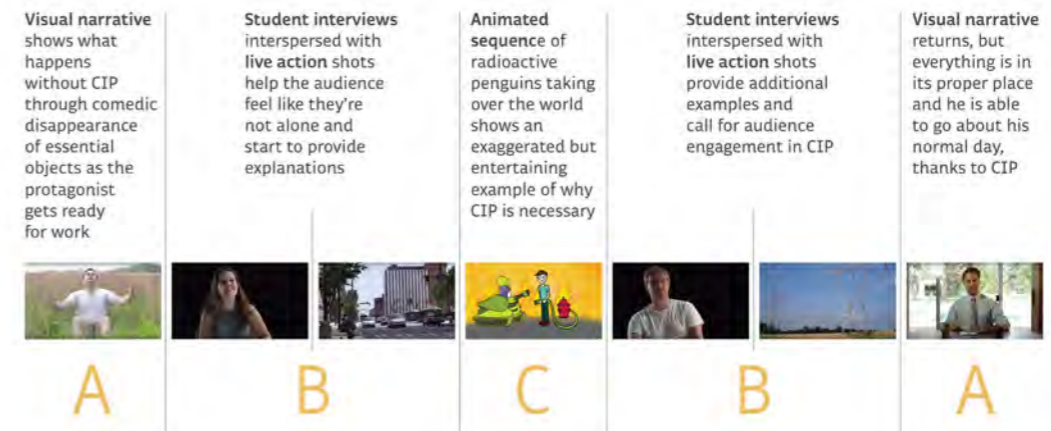 Visual narrative
shows what
happens
without CIP
through comedic
disappearance
of essential
objects as the
protagonist
gets ready
for work
Student interviews
interspersed with
live action shots
help the audience
feel like they're
not alone and
start to provide
explanations
Animated
sequence of
radioactive
penguins taking
over the world
shows an
exaggerated but
entertaining
example of why
CIP is necessary
Student interviews
interspersed with
live action shots
provide additional
examples and
call for audience
engagement in CIP
Visual narrative
returns, but
everything is in
its proper place
and he is able
to go about his
normal day,
thanks to CIP
A
B
C
B
A